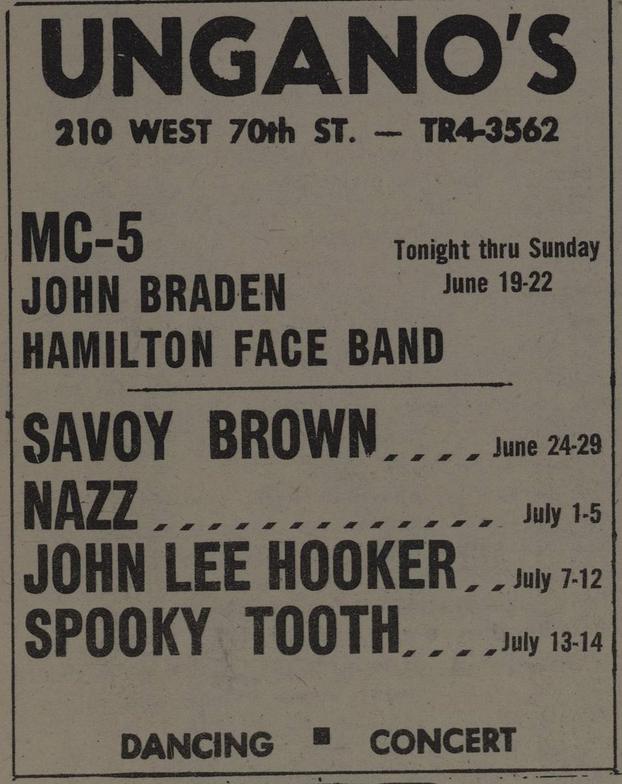 UNGANO'S
210 WEST 70th ST. — TR4-3562
MC-5
Tonight thru Sunday
June 19-22
JOHN BRADEN
HAMILTON FACE BAND
SAVOY BROWN.... June 24-29
NAZZ .............. July 1-5
JOHN LEE HOOKER .. July 7-12
SPOOKY TOOTH.... July 13-14
DANCING ■ CONCERT